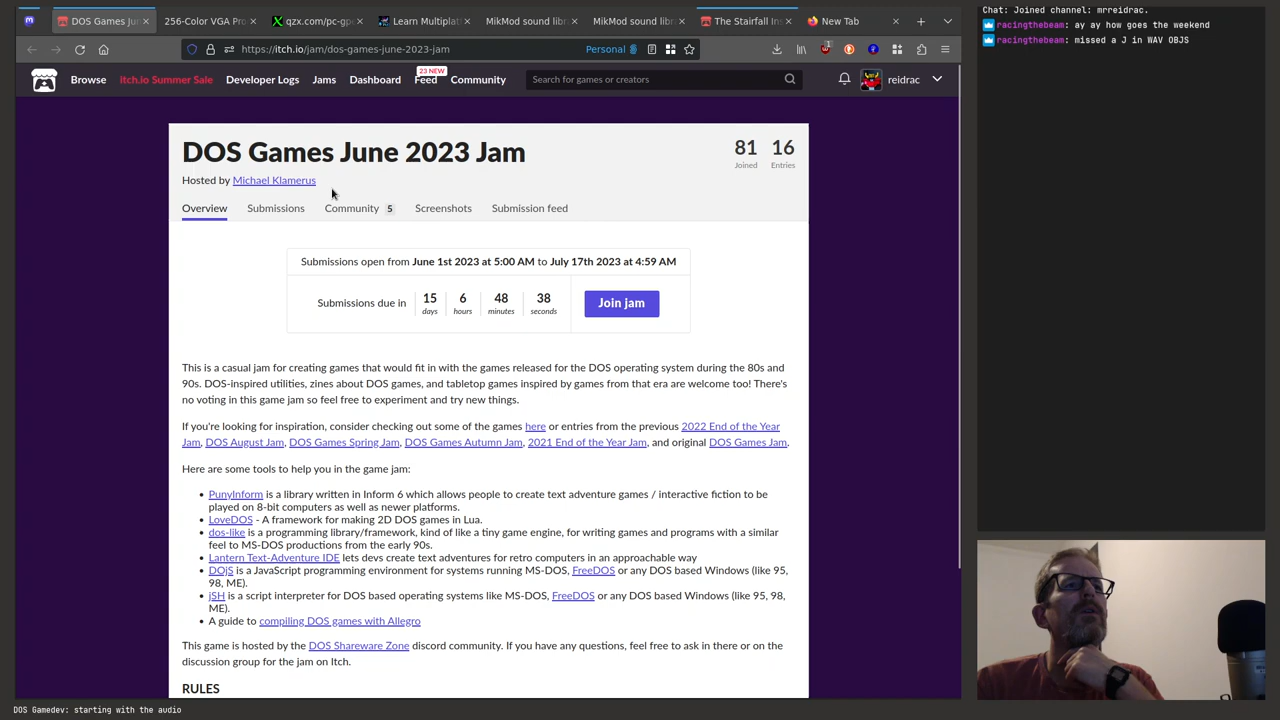 DOS Games jun
256-Color VGA Pro
qzx.com/pc-gpe
Learn Multiplat
MikMod sound libr
MikMod sound libr
The Stairfall Ins
New Tab
https://itch.io/jam/dos-games-june-2023-jam
Personal
Browse
itch.io Summer Sale
Developer Logs
Jams
Dashboard
23 NEW
Feed
Community
Search for games or creators
reidrac
DOS Games June 2023 Jam
81 16
Joined Entries
Hosted by Michael Klamerus
Overview Submissions Community 5 Screenshots Submission feed
Submissions open from June 1st 2023 at 5:00 AM to July 17th 2023 at 4:59 AM
Submissions due in 15 6 48 38
days hours minutes seconds
Join jam
This is a casual jam for creating games that would fit in with the games released for the DOS operating system during the 80s and
90s. DOS-inspired utilities, zines about DOS games, and tabletop games inspired by games from that era are welcome too! There's
no voting in this game jam so feel free to experiment and try new things.
If you're looking for inspiration, consider checking out some of the games here or entries from the previous 2022 End of the Year
Jam, DOS August Jam, DOS Games Spring Jam, DOS Games Autumn Jam, 2021 End of the Year Jam, and original DOS Games Jam.
Here are some tools to help you in the game jam:
• PunyInform is a library written in Inform 6 which allows people to create text adventure games / interactive fiction to be
played on 8-bit computers as well as newer platforms.
• LoveDOS - A framework for making 2D DOS games in Lua.
• dos-like is a programming library/framework, kind of like a tiny game engine, for writing games and programs with a similar
feel to MS-DOS productions from the early 90s.
• Lantern Text-Adventure IDE lets devs create text adventures for retro computers in an approachable way
• DOjS is a JavaScript programming environment for systems running MS-DOS, FreeDOS or any DOS based Windows (like 95,
98, ME).
• jSH is a script interpreter for DOS based operating systems like MS-DOS, FreeDOS or any DOS based Windows (like 95, 98,
ME).
• A guide to compiling DOS games with Allegro
This game is hosted by the DOS Shareware Zone discord community. If you have any questions, feel free to ask in there or on the
discussion group for the jam on Itch.
RULES
Chat: Joined channel: mrreidrac.
racingthebeam: ay ay how goes the weekend
racingthebeam: missed a J in WAV OBJS
DOS Gamedev: starting with the audio